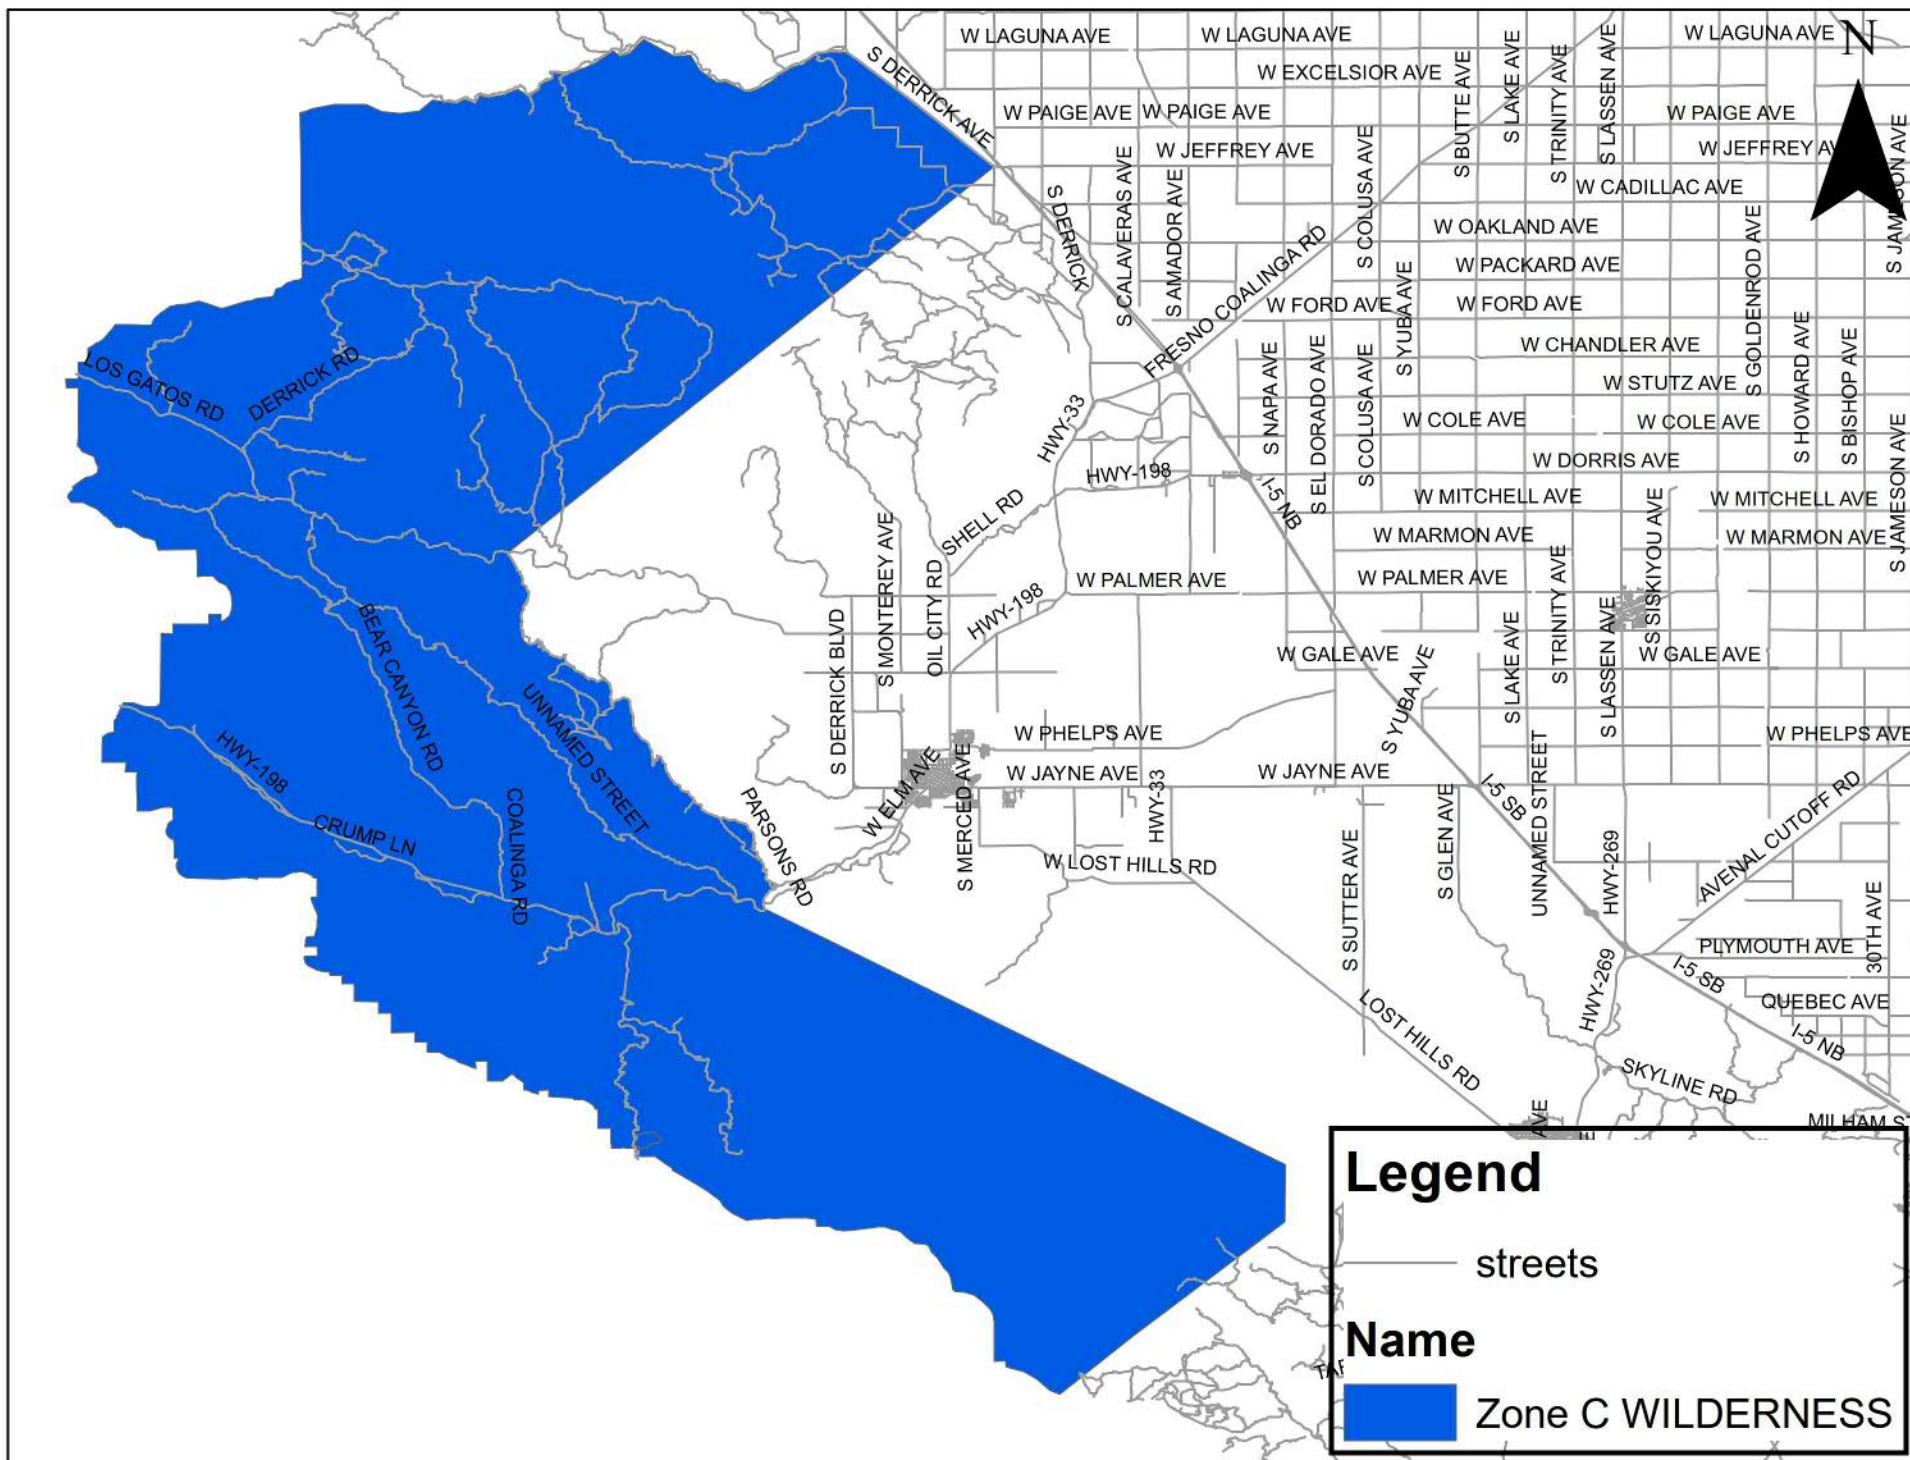 W LAGUNA AVE
W LAGUNA AVE
W LAGUNA AVE
N
S DERRICK AVE
W EXCELSIOR AVE
S BUTTE AVE
S LAKE AVE
S TRINITY AVE
S LASSEN AVE
W PAIGE AVE
W PAIGE AVE
W PAIGE AVE
W JEFFREY AVE
W JEFFREY AV
S JAMESON AVE
S DERRICK
S CALAVERAS AVE
S AMADOR AVE
S COLUSA AVE
W CADILLAC AVE
W OAKLAND AVE
W PACKARD AVE
FRESNO COALINGA RD
W FORD AVE
W FORD AVE
S YUBA AVE
S GOLDENROD AVE
W CHANDLER AVE
S HOWARD AVE
S BISHOP AVE
LOS GATOS RD
DERRICK RD
W STUTZ AVE
HWY-33
S NAPA AVE
S EL DORADO AVE
S COLUSA AVE
W COLE AVE
W COLE AVE
HWY-198
W DORRIS AVE
I-5 NB
W MITCHELL AVE
W MITCHELL AVE
S JAMESON AVE
SHELL RD
W MARMON AVE
W MARMON AVE
S SISKIYOU AVE
S MONTEREY AVE
OIL CITY RD
HWY-198
W PALMER AVE
W PALMER AVE
S TRINITY AVE
S LASSEN AVE
S DERRICK BLVD
BEAR CANYON RD
W GALE AVE
W GALE AVE
S LAKE AVE
S YUBA AVE
UNNAMED STREET
HWY-198
W PHELPS AVE
W PHELPS AVE
W JAYNE AVE
W JAYNE AVE
W ELM AVE
S MERCED AVE
HWY-33
I-5 SB
UNNAMED STREET
CRUMP LN
COALINGA RD
PARSONS RD
W LOST HILLS RD
S SUTTER AVE
S GLEN AVE
HWY-269
AVENAL CUTOFF RD
30TH AVE
PLYMOUTH AVE
I-5 SB
HWY-269
QUEBEC AVE
LOST HILLS RD
I-5 NB
SKYLINE RD
AVE
MILHAM S
Legend
streets
Name
Zone C WILDERNESS